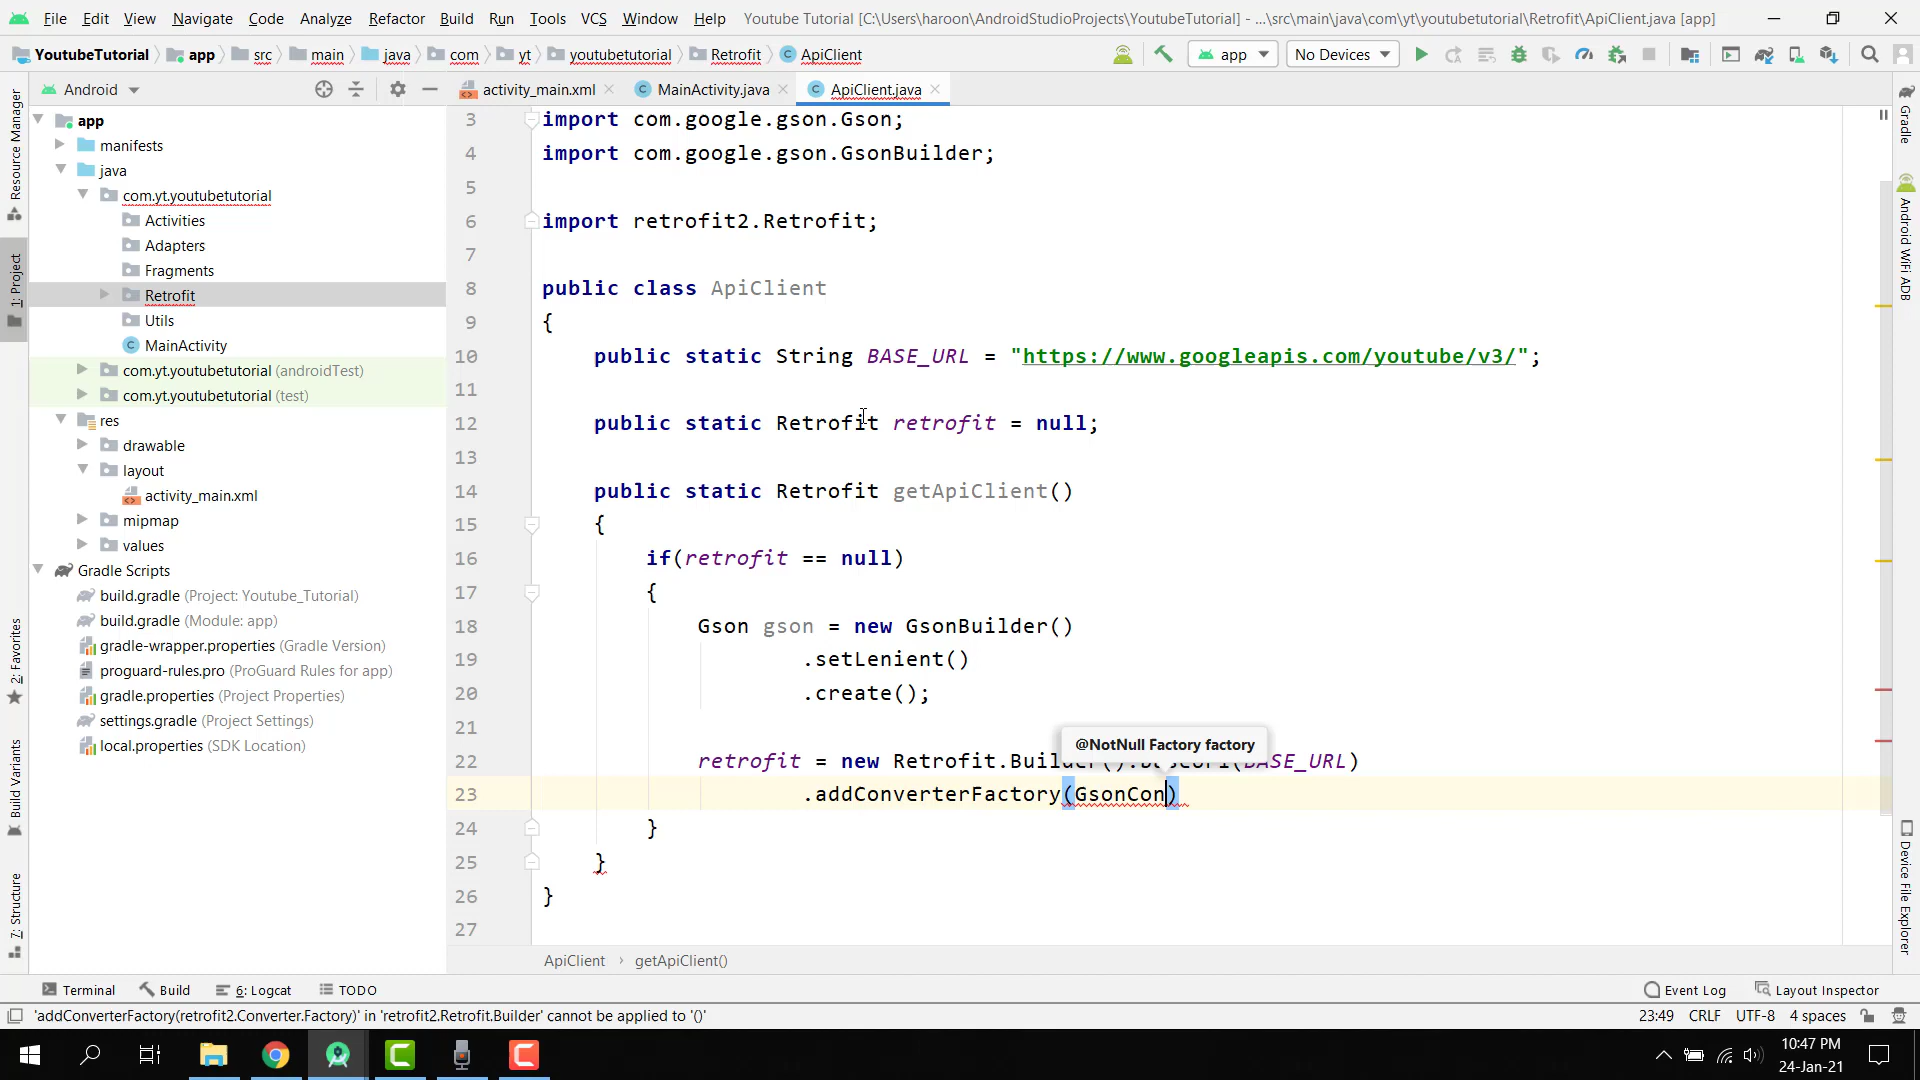 File Edit View Navigate Code Analyze Refactor Build Run Tools VCS Window Help Youtube Tutorial [C:\Users\haroon\AndroidStudioProjects\YoutubeTutorial] - ...\src\main\java\com\yt\youtubetutorial\Retrofit\ApiClient.java [app]
YoutubeTutorial app src main java com yt youtubetutorial Retrofit ApiClient app No Devices
Android activity_main.xml MainActivity.java ApiClient.java
Resource Manager
1: Project
2: Favorites
Build Variants
7: Structure
app
manifests
java
com.yt.youtubetutorial
Activities
Adapters
Fragments
Retrofit
Utils
MainActivity
com.yt.youtubetutorial (androidTest)
com.yt.youtubetutorial (test)
res
drawable
layout
activity_main.xml
mipmap
values
Gradle Scripts
build.gradle (Project: Youtube_Tutorial)
build.gradle (Module: app)
gradle-wrapper.properties (Gradle Version)
proguard-rules.pro (ProGuard Rules for app)
gradle.properties (Project Properties)
settings.gradle (Project Settings)
local.properties (SDK Location)
3 import com.google.gson.Gson;
4 import com.google.gson.GsonBuilder;
5
6 import retrofit2.Retrofit;
7
8 public class ApiClient
9 {
10 public static String BASE_URL = "https://www.googleapis.com/youtube/v3/";
11
12 public static Retrofit retrofit = null;
13
14 public static Retrofit getApiClient()
15 {
16 if(retrofit == null)
17 {
18 Gson gson = new GsonBuilder()
19 .setLenient()
20 .create();
21
@NotNull Factory factory
22 retrofit = new Retrofit.Builder().baseUrl(BASE_URL)
23 .addConverterFactory(GsonCon)
24 }
25 }
26 }
27
ApiClient › getApiClient()
Gradle
Android WiFi ADB
Device File Explorer
Terminal Build 6: Logcat TODO Event Log Layout Inspector
'addConverterFactory(retrofit2.Converter.Factory)' in 'retrofit2.Retrofit.Builder' cannot be applied to '()' 23:49 CRLF UTF-8 4 spaces
10:47 PM
24-Jan-21